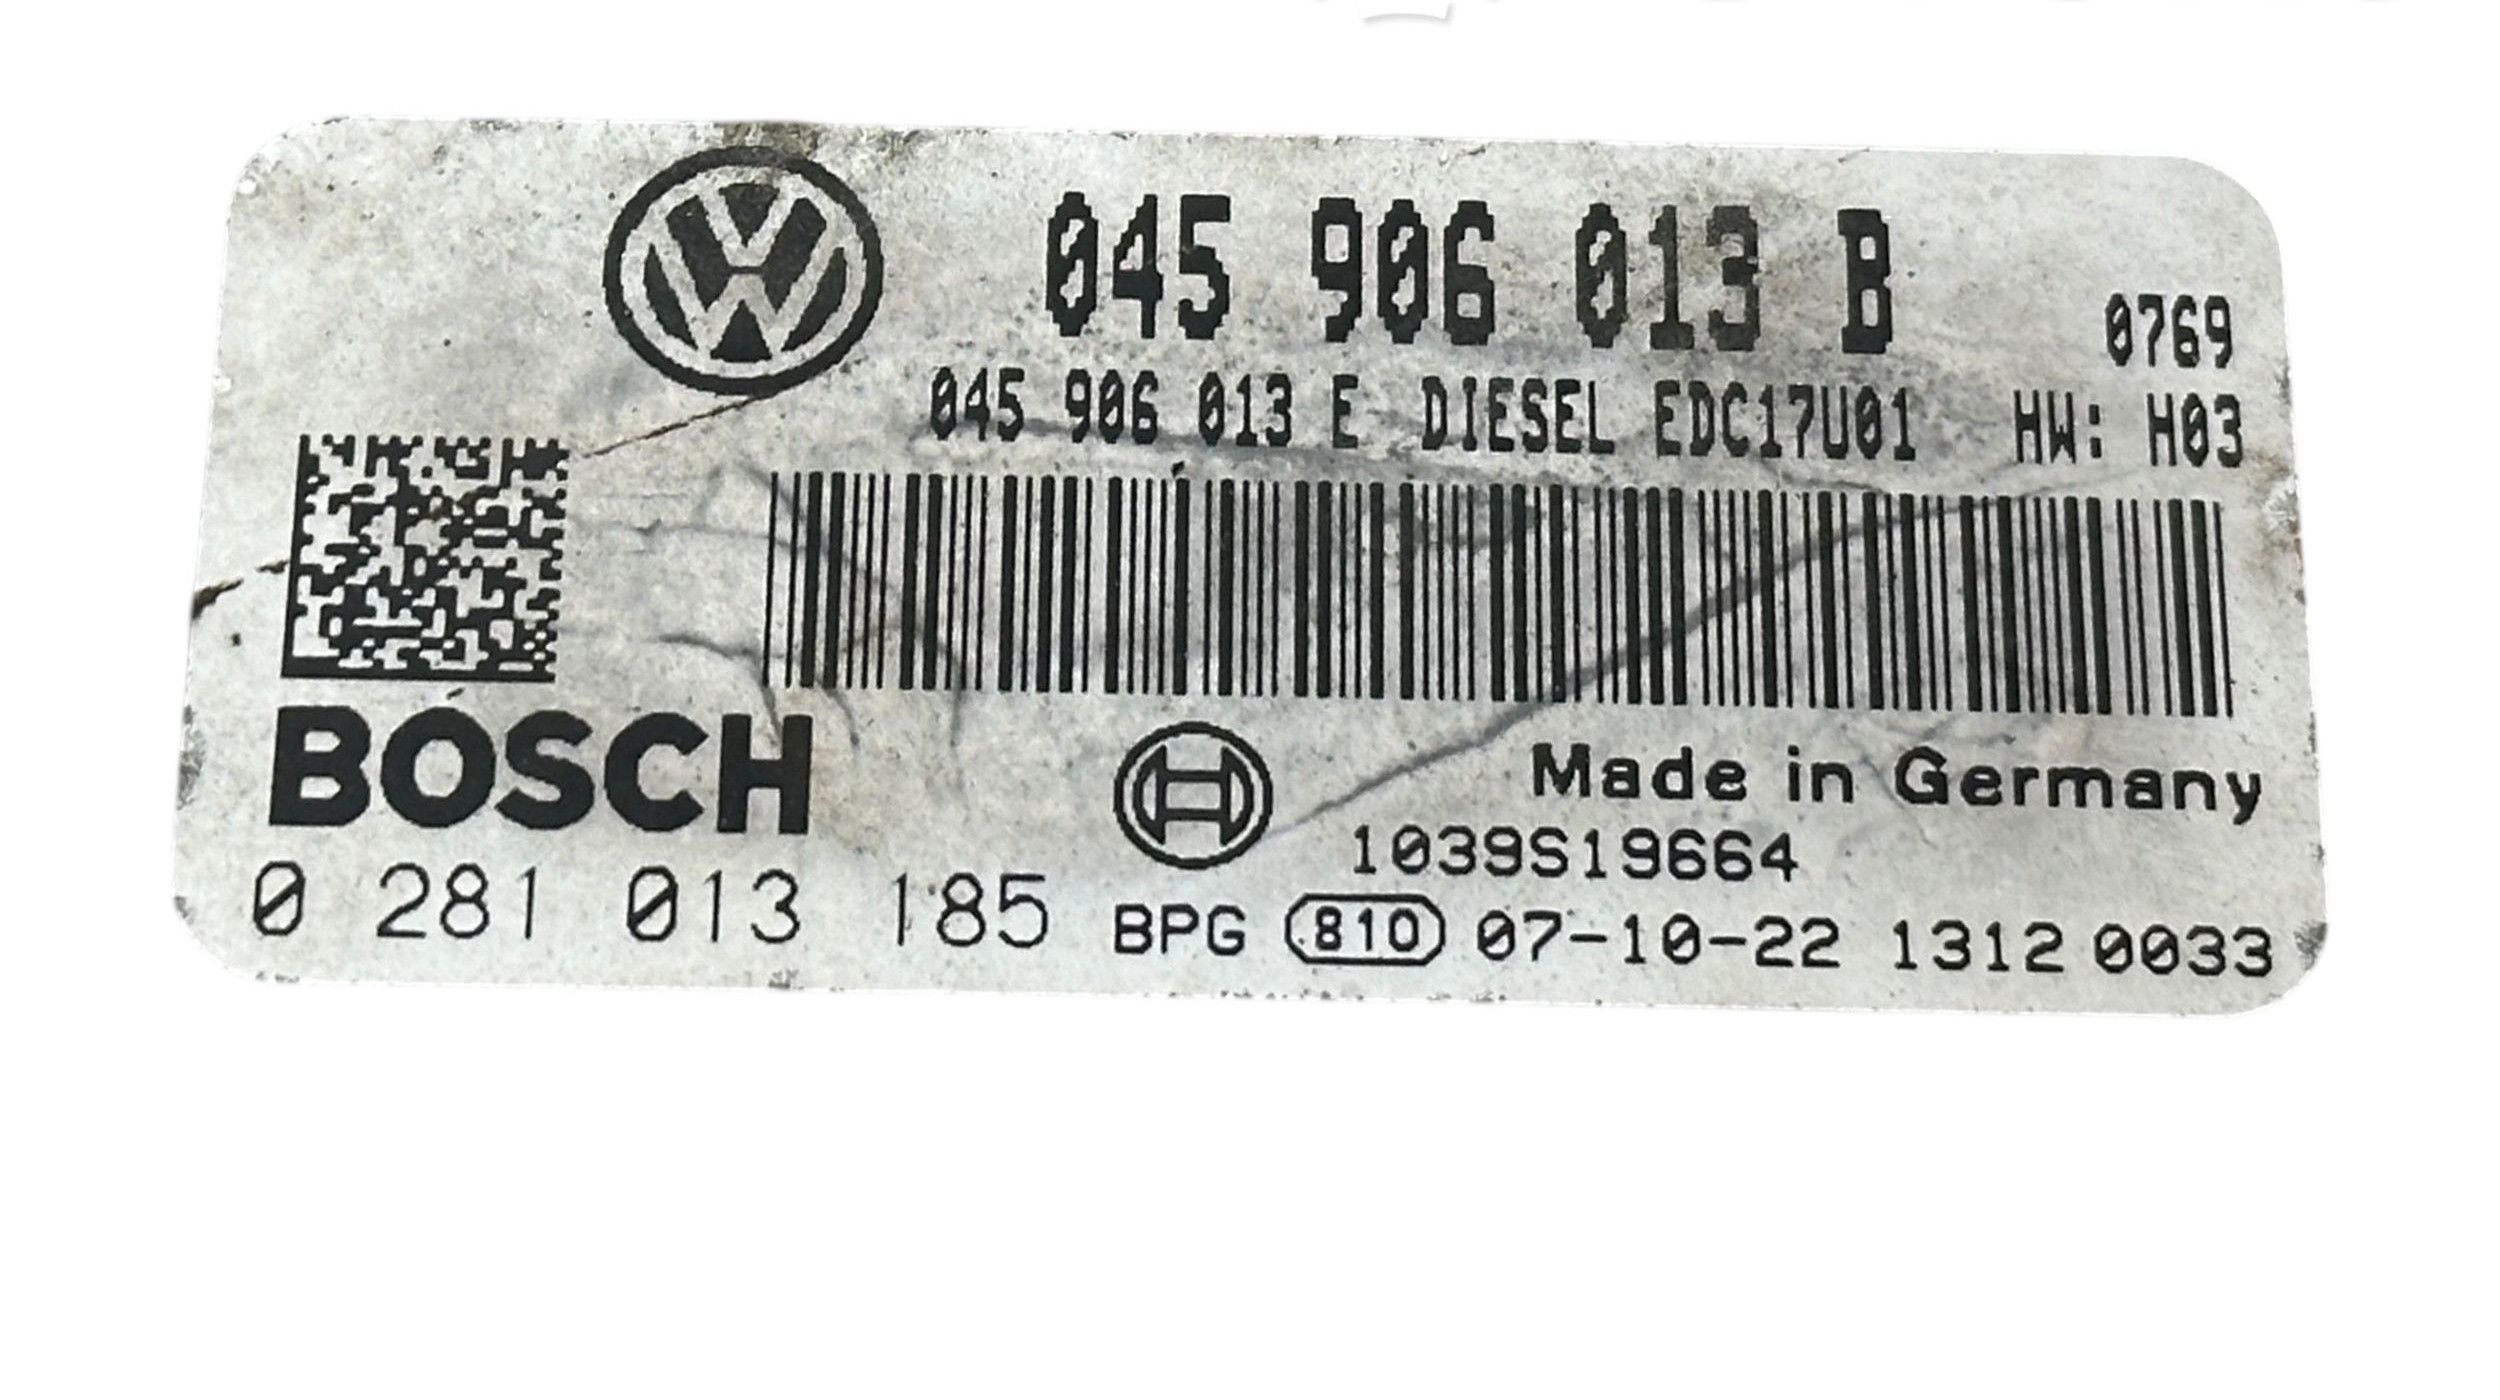 045 906 013 B
0769
045 906 013 E DIESEL EDC17U01 HW: H03
BOSCH
Made in Germany
1039S19664
0 281 013 185 BPG 810 07-10-22 1312 0033